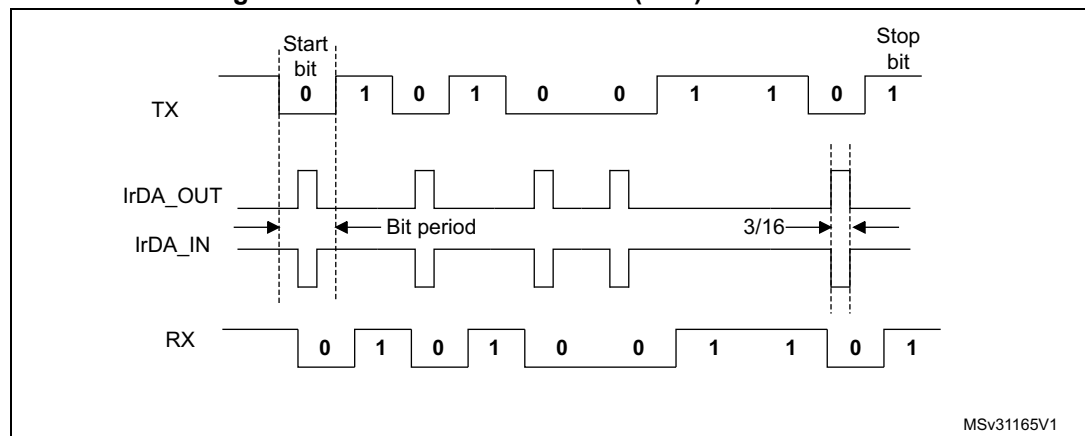 Start
bit
Stop
bit
TX
0 1 0 1 0 0 1 1 0 1
IrDA_OUT
Bit period
3/16
IrDA_IN
RX
0 1 0 1 0 0 1 1 0 1
MSv31165V1